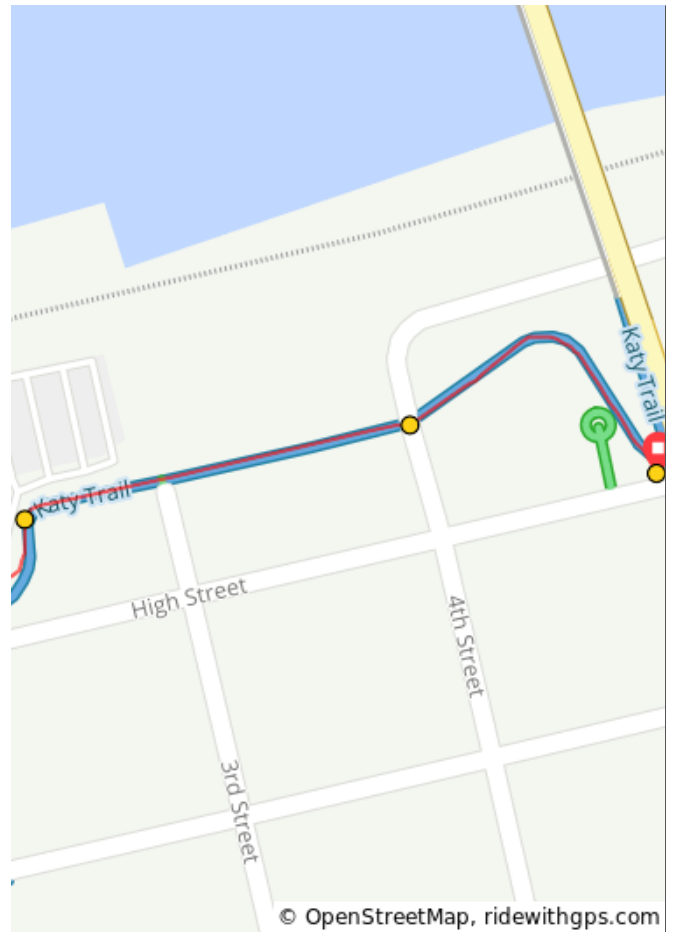 Katy Trail
Katy-Trail
High Street
4th Street
3rd Street
© OpenStreetMap, ridewithgps.com